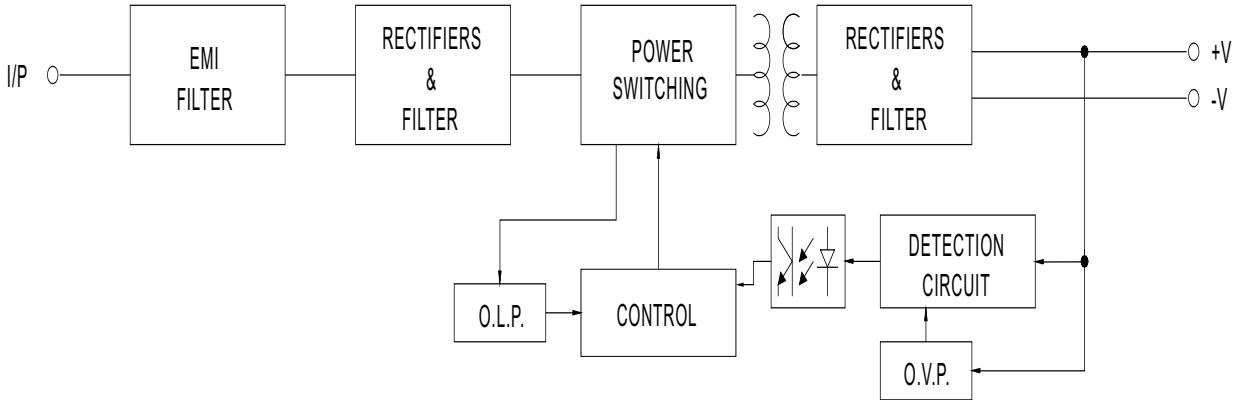 I/P
EMI
FILTER
RECTIFIERS
&
FILTER
POWER
SWITCHING
RECTIFIERS
&
FILTER
+V
-V
O.L.P.
CONTROL
DETECTION
CIRCUIT
O.V.P.